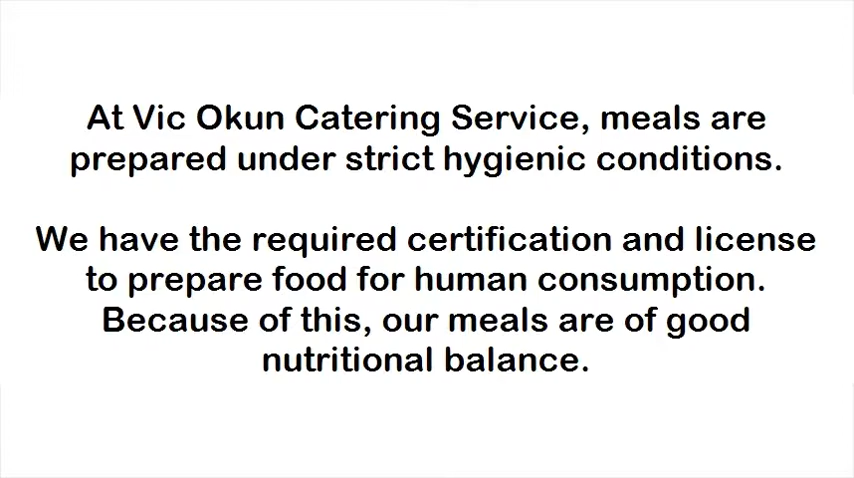 At Vic Okun Catering Service, meals are
prepared under strict hygienic conditions.
We have the required certification and license
to prepare food for human consumption.
Because of this, our meals are of good
nutritional balance.